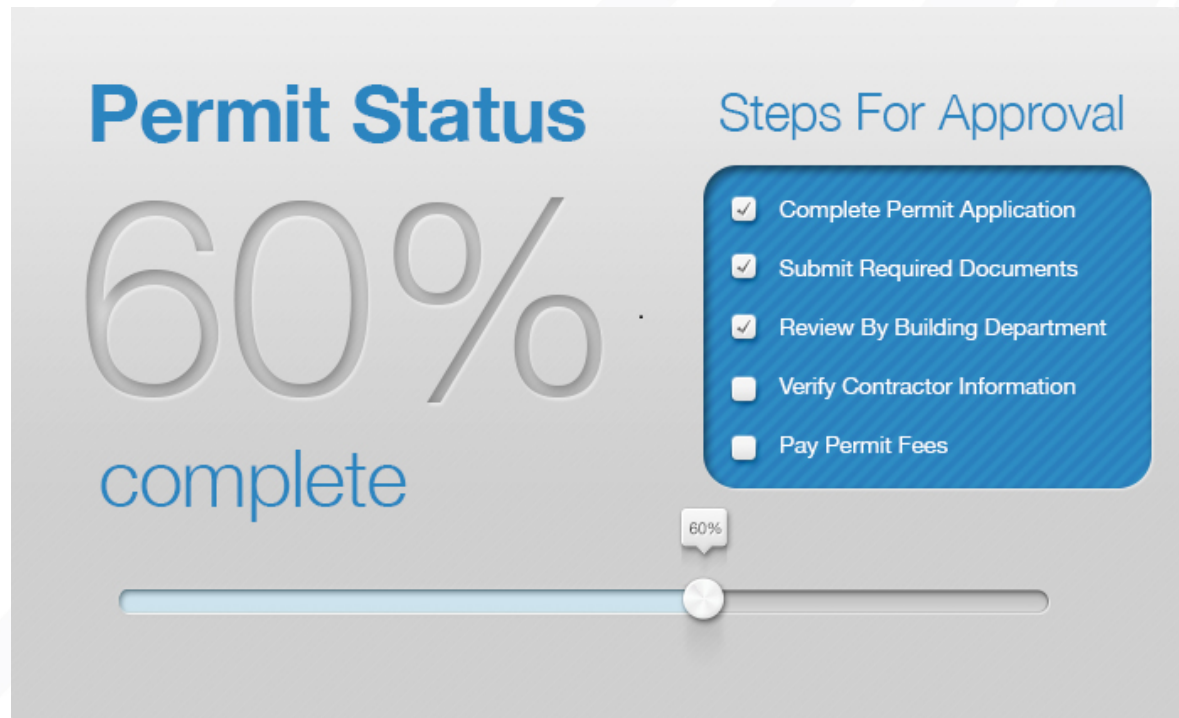 Permit Status
60%
complete
Steps For Approval
Complete Permit Application
Submit Required Documents
Review By Building Department
Verify Contractor Information
Pay Permit Fees
60%